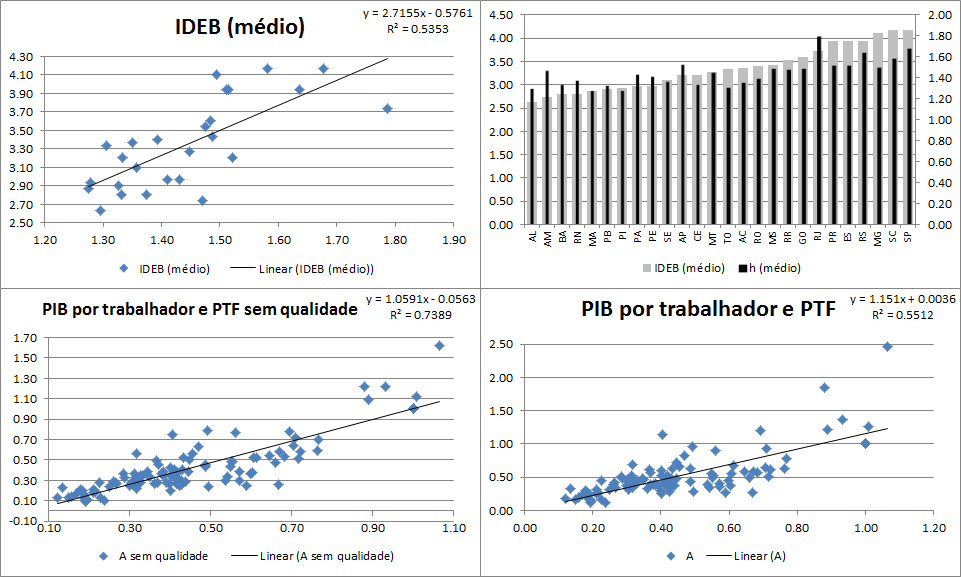 IDEB (médio)
y = 2.7155x - 0.5761
R² = 0.5353
4.30
4.10
3.90
3.70
3.50
3.30
3.10
2.90
2.70
2.50
1.20 1.30 1.40 1.50 1.60 1.70 1.80 1.90
IDEB (médio) Linear (IDEB (médio))
4.50 2.00
4.00 1.80
3.50 1.60
3.00 1.40
2.50 1.20
2.00 1.00
1.50 0.80
1.00 0.60
0.50 0.40
0.00 0.20
0.00
AL AM BA RN MA PB PI PA PE SE AP CE MT TO AC RO MS RR GO RJ PR ES RS MG SC SP
IDEB (médio) h (médio)
PIB por trabalhador e PTF sem qualidade
y = 1.0591x - 0.0563
R² = 0.7389
1.70
1.50
1.30
1.10
0.90
0.70
0.50
0.30
0.10
-0.10
0.10 0.30 0.50 0.70 0.90 1.10
A sem qualidade Linear (A sem qualidade)
PIB por trabalhador e PTF
y = 1.151x + 0.0036
R² = 0.5512
2.50
2.00
1.50
1.00
0.50
0.00
0.00 0.20 0.40 0.60 0.80 1.00 1.20
A Linear (A)